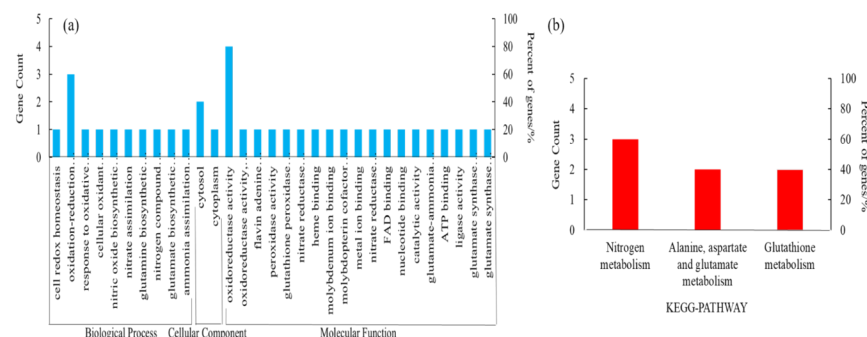 (a)
5
4
3
2
1
0
Gene Count
100
80
60
40
20
0
Percent of genes/%
cell redox homeostasis
oxidation-reduction…
response to oxidative…
cellular oxidant…
nitric oxide biosynthetic…
nitrate assimilation
glutamine biosynthetic…
nitrogen compound…
glutamate biosynthetic…
ammonia assimilation…
cytosol
cytoplasm
oxidoreductase activity
oxidoreductase activity,…
flavin adenine…
peroxidase activity
glutathione peroxidase…
nitrate reductase…
heme binding
molybdenum ion binding
molybdopterin cofactor…
metal ion binding
nitrate reductase…
FAD binding
nucleotide binding
catalytic activity
glutamate-ammonia…
ATP binding
ligase activity
glutamate synthase…
glutamate synthase…
Biological Process
Cellular Component
Molecular Function
(b)
5
4
3
2
1
0
Gene Count
100
80
60
40
20
0
Percent of genes/%
Nitrogen
metabolism
Alanine, aspartate
and glutamate
metabolism
Glutathione
metabolism
KEGG-PATHWAY